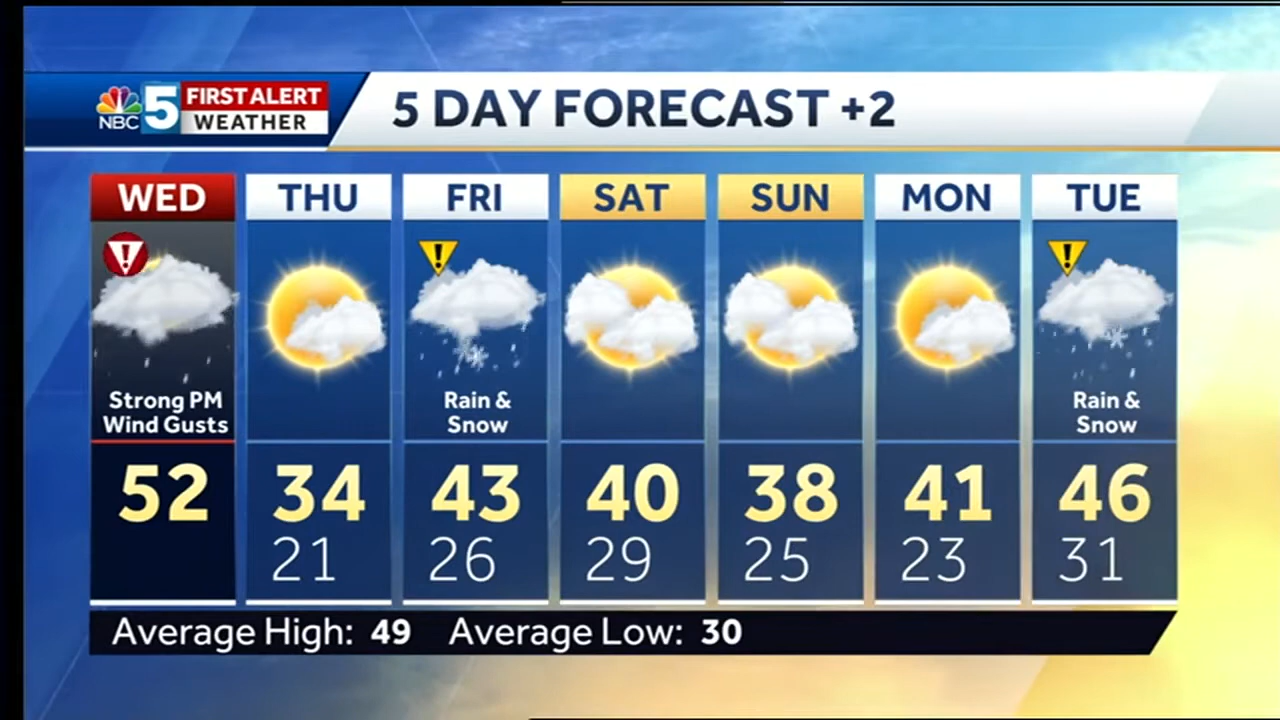 NBC 5 FIRST ALERT WEATHER
5 DAY FORECAST +2
WED THU FRI SAT SUN MON TUE
! ! !
Strong PM Wind Gusts
Rain & Snow
Rain & Snow
52 34 43 40 38 41 46
21 26 29 25 23 31
Average High: 49 Average Low: 30